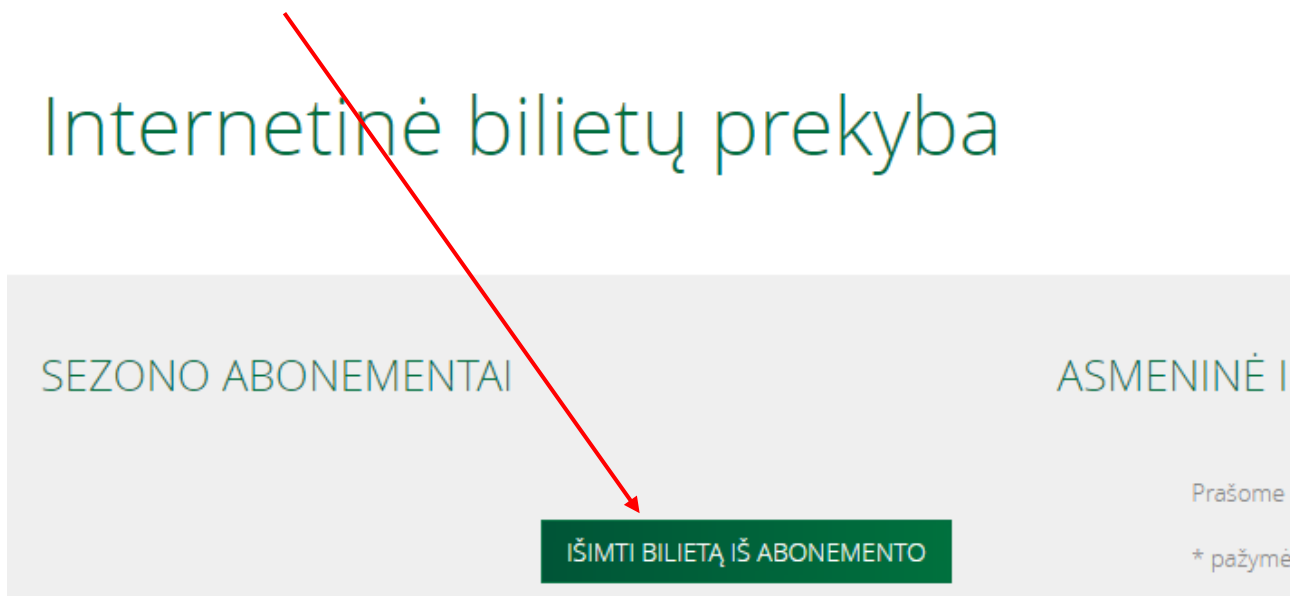 Internetinė bilietų prekyba
SEZONO ABONEMENTAI
IŠIMTI BILIETĄ IŠ ABONEMENTO
ASMENINĖ I
Prašome
* pažymė